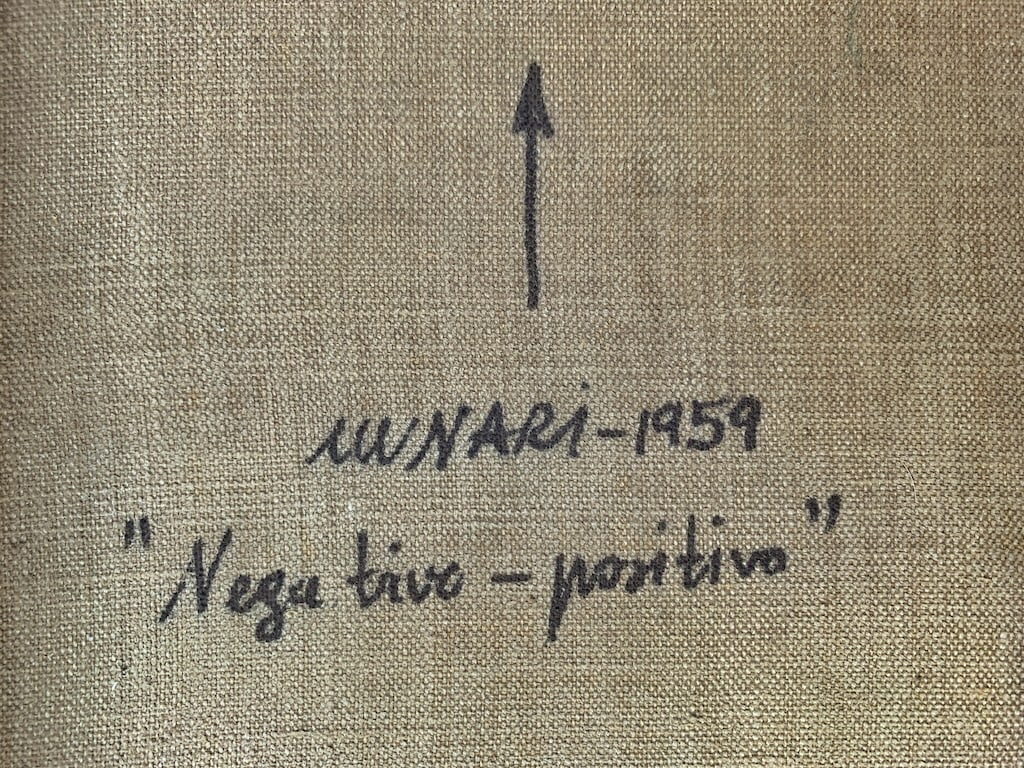 MUNARI-1959
"Negativo - positivo"